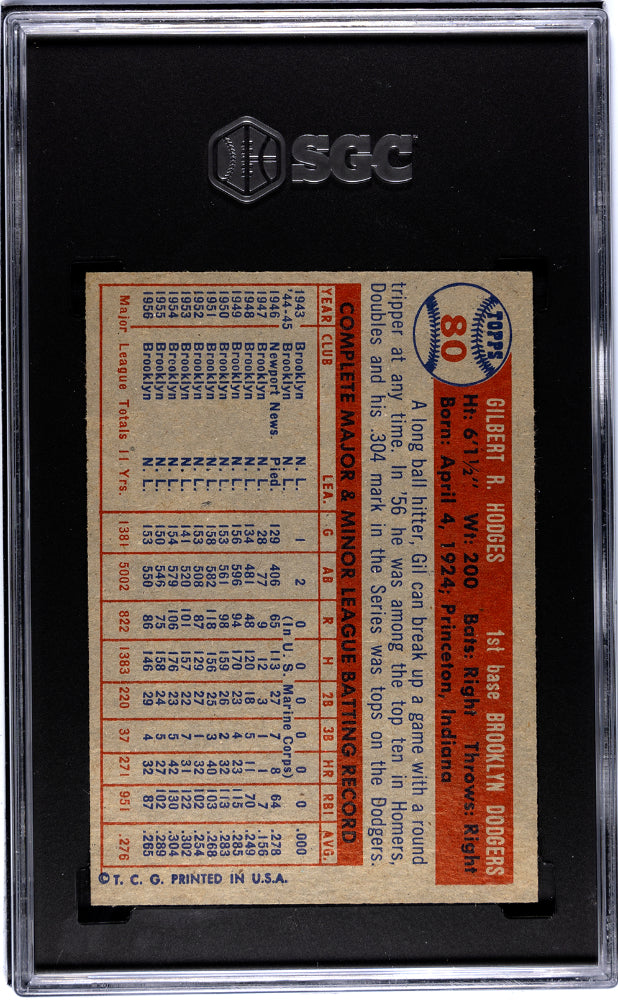 SGC
TOPPS
80
GILBERT R. HODGES 1st base BROOKLYN DODGERS
Ht: 6'1½" Wt: 200 Bats: Right Throws: Right
Born: April 4, 1924; Princeton, Indiana
A long ball hitter, Gil can break up a game with a round
tripper at any time. In '56 he was among the top ten in Homers,
Doubles and his .304 mark in the Series was tops on the Dodgers.
COMPLETE MAJOR & MINOR LEAGUE BATTING RECORD
YEAR CLUB LEA. G AB R H 2B 3B HR RBI AVG.
1943 Brooklyn N. L. 1 2 0 0 0 0 0 0 .000
'44-45 Brooklyn N. L. (In U. S. Marine Corps)
1946 Newport News Pied. 129 406 65 113 27 7 8 64 .278
1947 Brooklyn N. L. 28 77 9 12 3 1 1 7 .156
1948 Brooklyn N. L. 134 481 48 120 18 5 11 70 .249
1949 Brooklyn N. L. 156 596 94 170 23 4 23 115 .285
1950 Brooklyn N. L. 153 561 98 159 26 2 32 113 .283
1951 Brooklyn N. L. 158 582 118 156 25 3 40 103 .268
1952 Brooklyn N. L. 153 508 87 129 27 1 32 102 .254
1953 Brooklyn N. L. 141 520 101 157 22 7 31 122 .302
1954 Brooklyn N. L. 154 579 106 176 23 5 42 130 .304
1955 Brooklyn N. L. 150 546 75 158 24 5 27 102 .289
1956 Brooklyn N. L. 153 550 86 146 29 4 32 87 .265
Major League Totals 11 Yrs. 1381 5002 822 1383 220 37 271 951 .276
© T. C. G. PRINTED IN U.S.A.